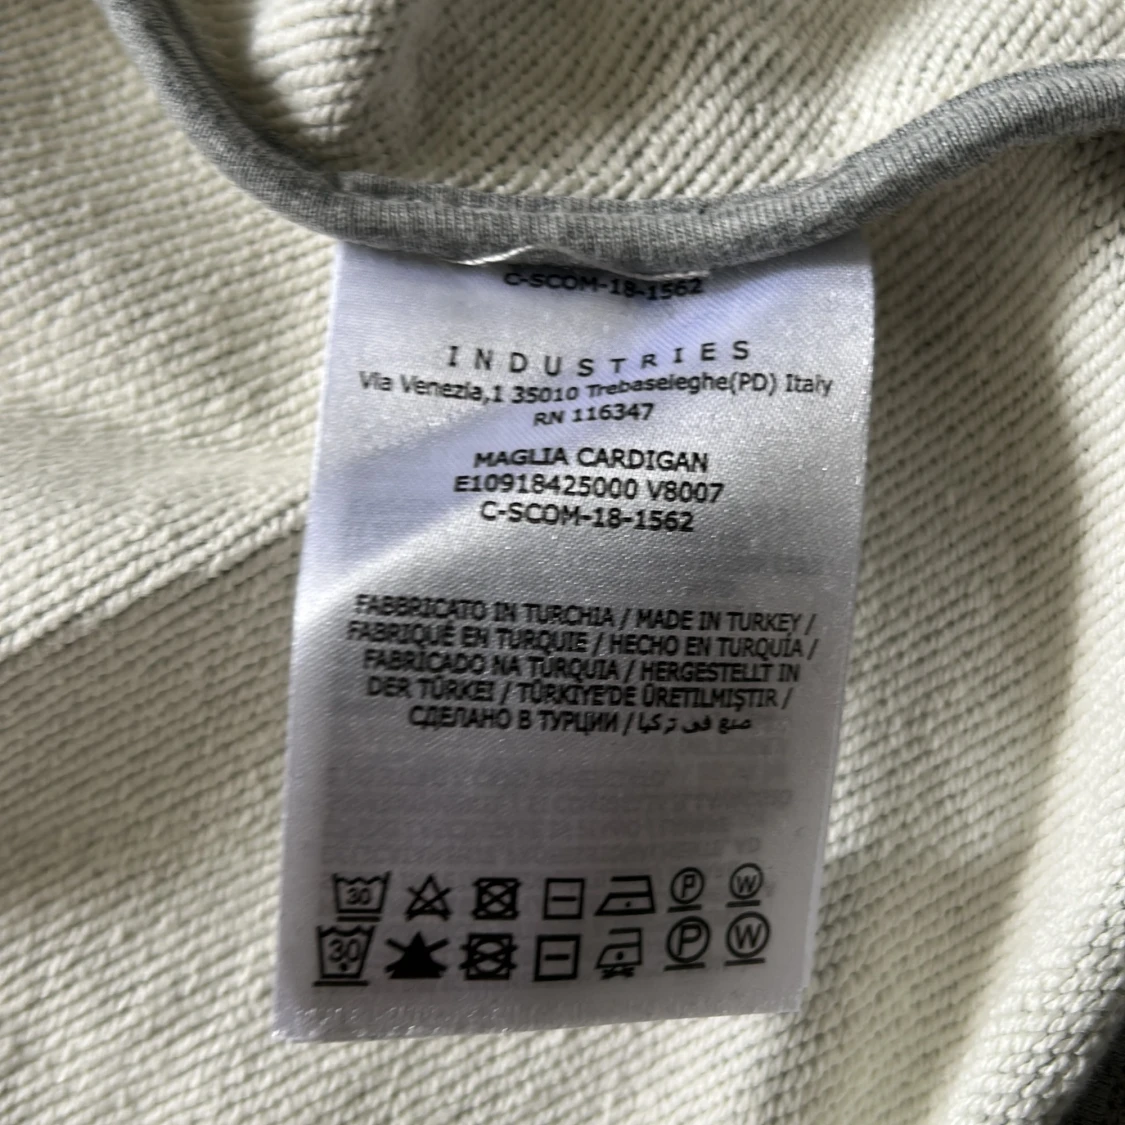 C-SCOM-18-1562
INDUSTRIES
Via Venezia,1 35010 Trebaseleghe(PD) Italy
RN 116347
MAGLIA CARDIGAN
E10918425000 V8007
C-SCOM-18-1562
FABBRICATO IN TURCHIA / MADE IN TURKEY /
FABRIQUÉ EN TURQUIE / HECHO EN TURQUÍA /
FABRICADO NA TURQUIA / HERGESTELLT IN
DER TÜRKEI / TÜRKIYE'DE ÜRETILMIŞTIR /
СДЕЛАНО В ТУРЦИИ / صنع في تركيا
30 P W
30 P W